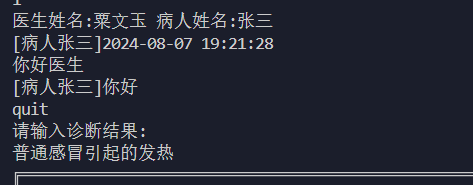 医生姓名:粟文玉 病人姓名:张三
[病人张三]2024-08-07 19:21:28
你好医生
[病人张三]你好
quit
请输入诊断结果:
普通感冒引起的发热